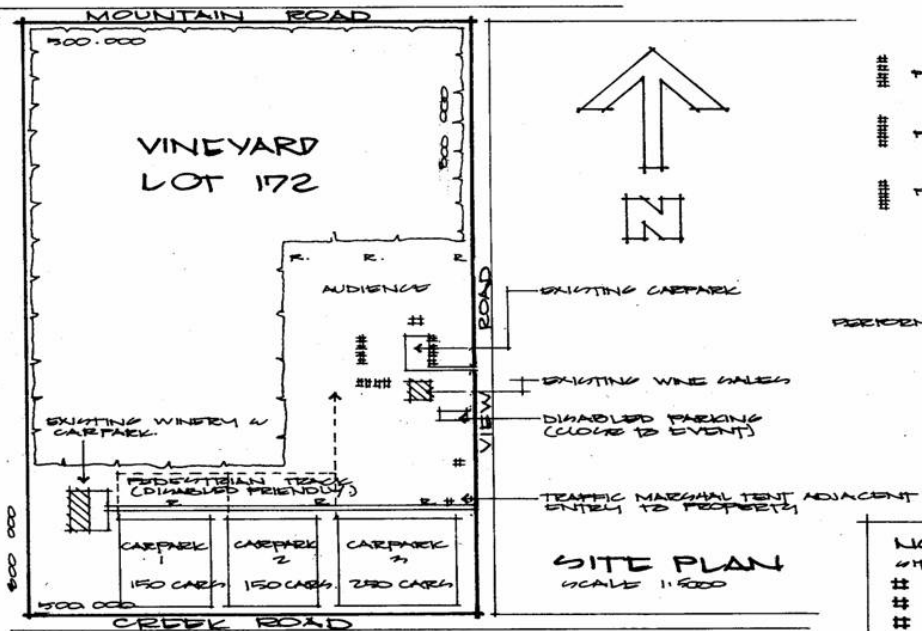 MOUNTAIN ROAD
500.000
600 000
VINEYARD
LOT 172
N
R. R. R
AUDIENCE
ROAD
VIEW
EXISTING CARPARK
EXISTING WINE SALES
DISABLED PARKING
(CLOSE TO EVENT)
EXISTING WINERY &
CARPARK.
PEDESTRIAN TRACK
(DISABLED FRIENDLY)
R R R
TRAFFIC MARSHAL TENT ADJACENT
ENTRY TO PROPERTY
600 000
CARPARK
1
150 CARS
CARPARK
2
150 CARS
CARPARK
3
250 CARS
500.000
CREEK ROAD
SITE PLAN
SCALE 1:5000